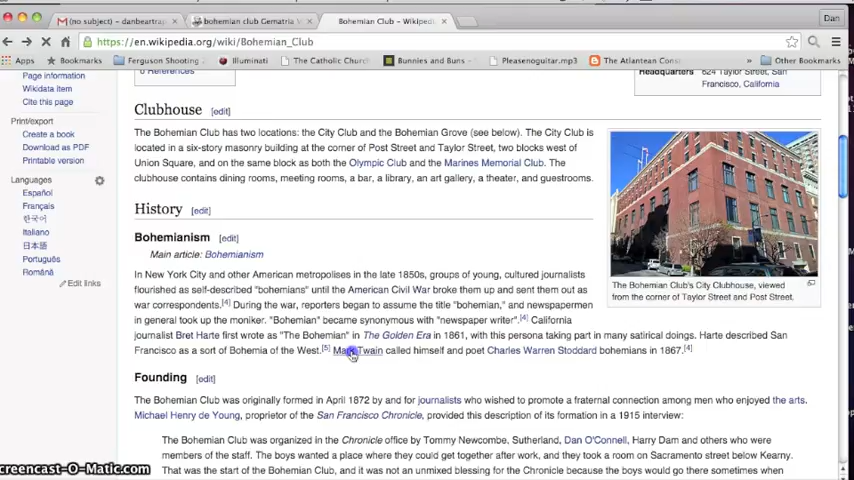 (no subject) – danbeartrap
bohemian club Gematria V
Bohemian Club – Wikipedi
Dan
https://en.wikipedia.org/wiki/Bohemian_Club
Apps
Bookmarks
Ferguson Shooting
Illuminati
The Catholic Churc
Bunnies and Buns
Pleasenoguitar.mp3
The Atlantean Cons
Other Bookmarks
Page information
Wikidata item
Cite this page
Print/export
Create a book
Download as PDF
Printable version
Languages
Español
Français
한국어
Italiano
日本語
Português
Română
Edit links
6 References
Headquarters 624 Taylor Street, San
Francisco, California
Clubhouse [edit]
The Bohemian Club has two locations: the City Club and the Bohemian Grove (see below). The City Club is
located in a six-story masonry building at the corner of Post Street and Taylor Street, two blocks west of
Union Square, and on the same block as both the Olympic Club and the Marines Memorial Club. The
clubhouse contains dining rooms, meeting rooms, a bar, a library, an art gallery, a theater, and guestrooms.
The Bohemian Club's City Clubhouse, viewed
from the corner of Taylor Street and Post Street.
History [edit]
Bohemianism [edit]
Main article: Bohemianism
In New York City and other American metropolises in the late 1850s, groups of young, cultured journalists
flourished as self-described "bohemians" until the American Civil War broke them up and sent them out as
war correspondents.[4] During the war, reporters began to assume the title "bohemian," and newspapermen
in general took up the moniker. "Bohemian" became synonymous with "newspaper writer".[4] California
journalist Bret Harte first wrote as "The Bohemian" in The Golden Era in 1861, with this persona taking part in many satirical doings. Harte described San
Francisco as a sort of Bohemia of the West.[5] Mark Twain called himself and poet Charles Warren Stoddard bohemians in 1867.[4]
Founding [edit]
The Bohemian Club was originally formed in April 1872 by and for journalists who wished to promote a fraternal connection among men who enjoyed the arts.
Michael Henry de Young, proprietor of the San Francisco Chronicle, provided this description of its formation in a 1915 interview:
The Bohemian Club was organized in the Chronicle office by Tommy Newcombe, Sutherland, Dan O'Connell, Harry Dam and others who were
members of the staff. The boys wanted a place where they could get together after work, and they took a room on Sacramento street below Kearny.
That was the start of the Bohemian Club, and it was not an unmixed blessing for the Chronicle because the boys would go there sometimes when
creencast-O-Matic.com